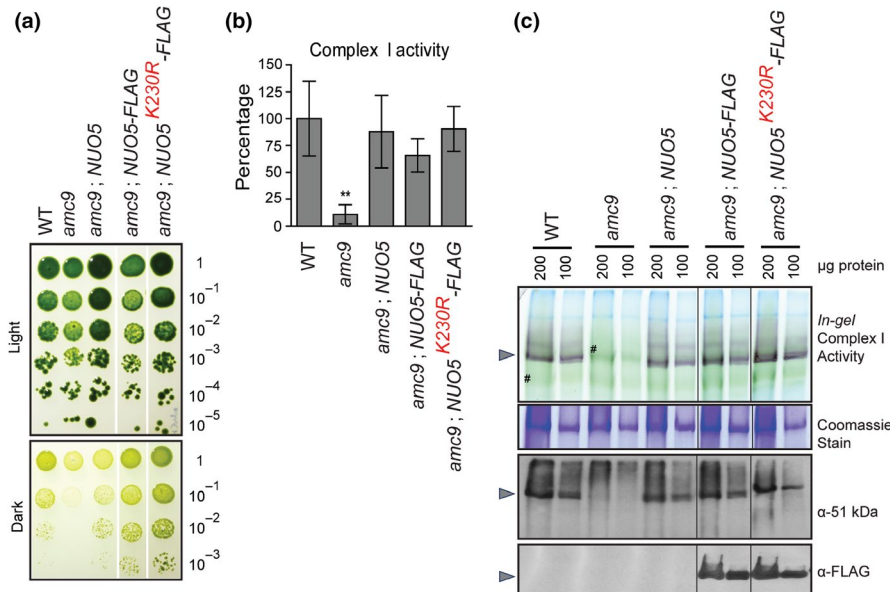 (a)
WT
amc9
amc9 ; NUO5
amc9 ; NUO5-FLAG
amc9 ; NUO5 K230R-FLAG
Light
1
10-1
10-2
10-3
10-4
10-5
Dark
1
10-1
10-2
10-3
(b)
Complex I activity
Percentage
150
125
100
75
50
25
0
**
WT
amc9
amc9 ; NUO5
amc9 ; NUO5-FLAG
amc9 ; NUO5 K230R-FLAG
(c)
WT
amc9
amc9 ; NUO5
amc9 ; NUO5-FLAG
amc9 ; NUO5 K230R-FLAG
200 100 200 100 200 100 200 100 200 100 µg protein
#
#
In-gel
Complex I
Activity
Coomassie
Stain
α-51 kDa
α-FLAG